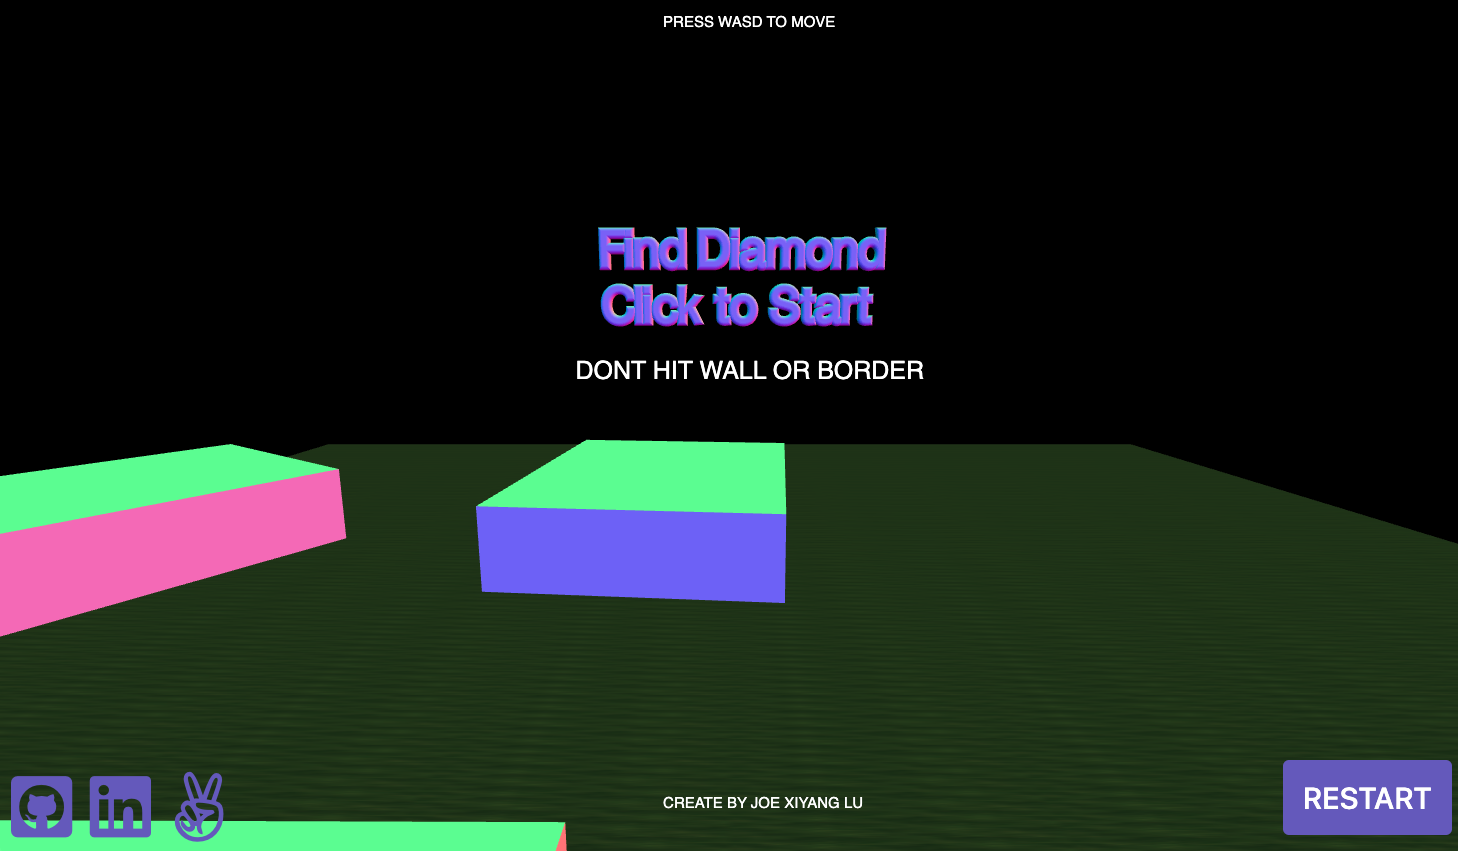 PRESS WASD TO MOVE
Find Diamond
Click to Start
DONT HIT WALL OR BORDER
in
CREATE BY JOE XIYANG LU
RESTART